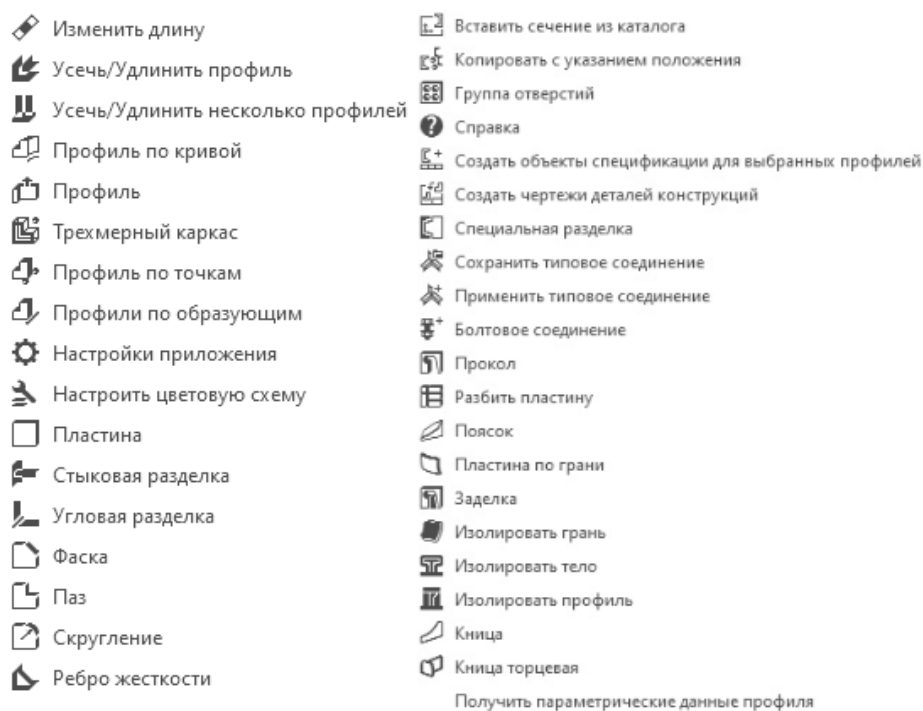 Изменить длину
Усечь/Удлинить профиль
Усечь/Удлинить несколько профилей
Профиль по кривой
Профиль
Трехмерный каркас
Профиль по точкам
Профили по образующим
Настройки приложения
Настроить цветовую схему
Пластина
Стыковая разделка
Угловая разделка
Фаска
Паз
Скругление
Ребро жесткости
Вставить сечение из каталога
Копировать с указанием положения
Группа отверстий
Справка
Создать объекты спецификации для выбранных профилей
Создать чертежи деталей конструкций
Специальная разделка
Сохранить типовое соединение
Применить типовое соединение
Болтовое соединение
Прокол
Разбить пластину
Поясок
Пластина по грани
Заделка
Изолировать грань
Изолировать тело
Изолировать профиль
Кница
Кница торцевая
Получить параметрические данные профиля